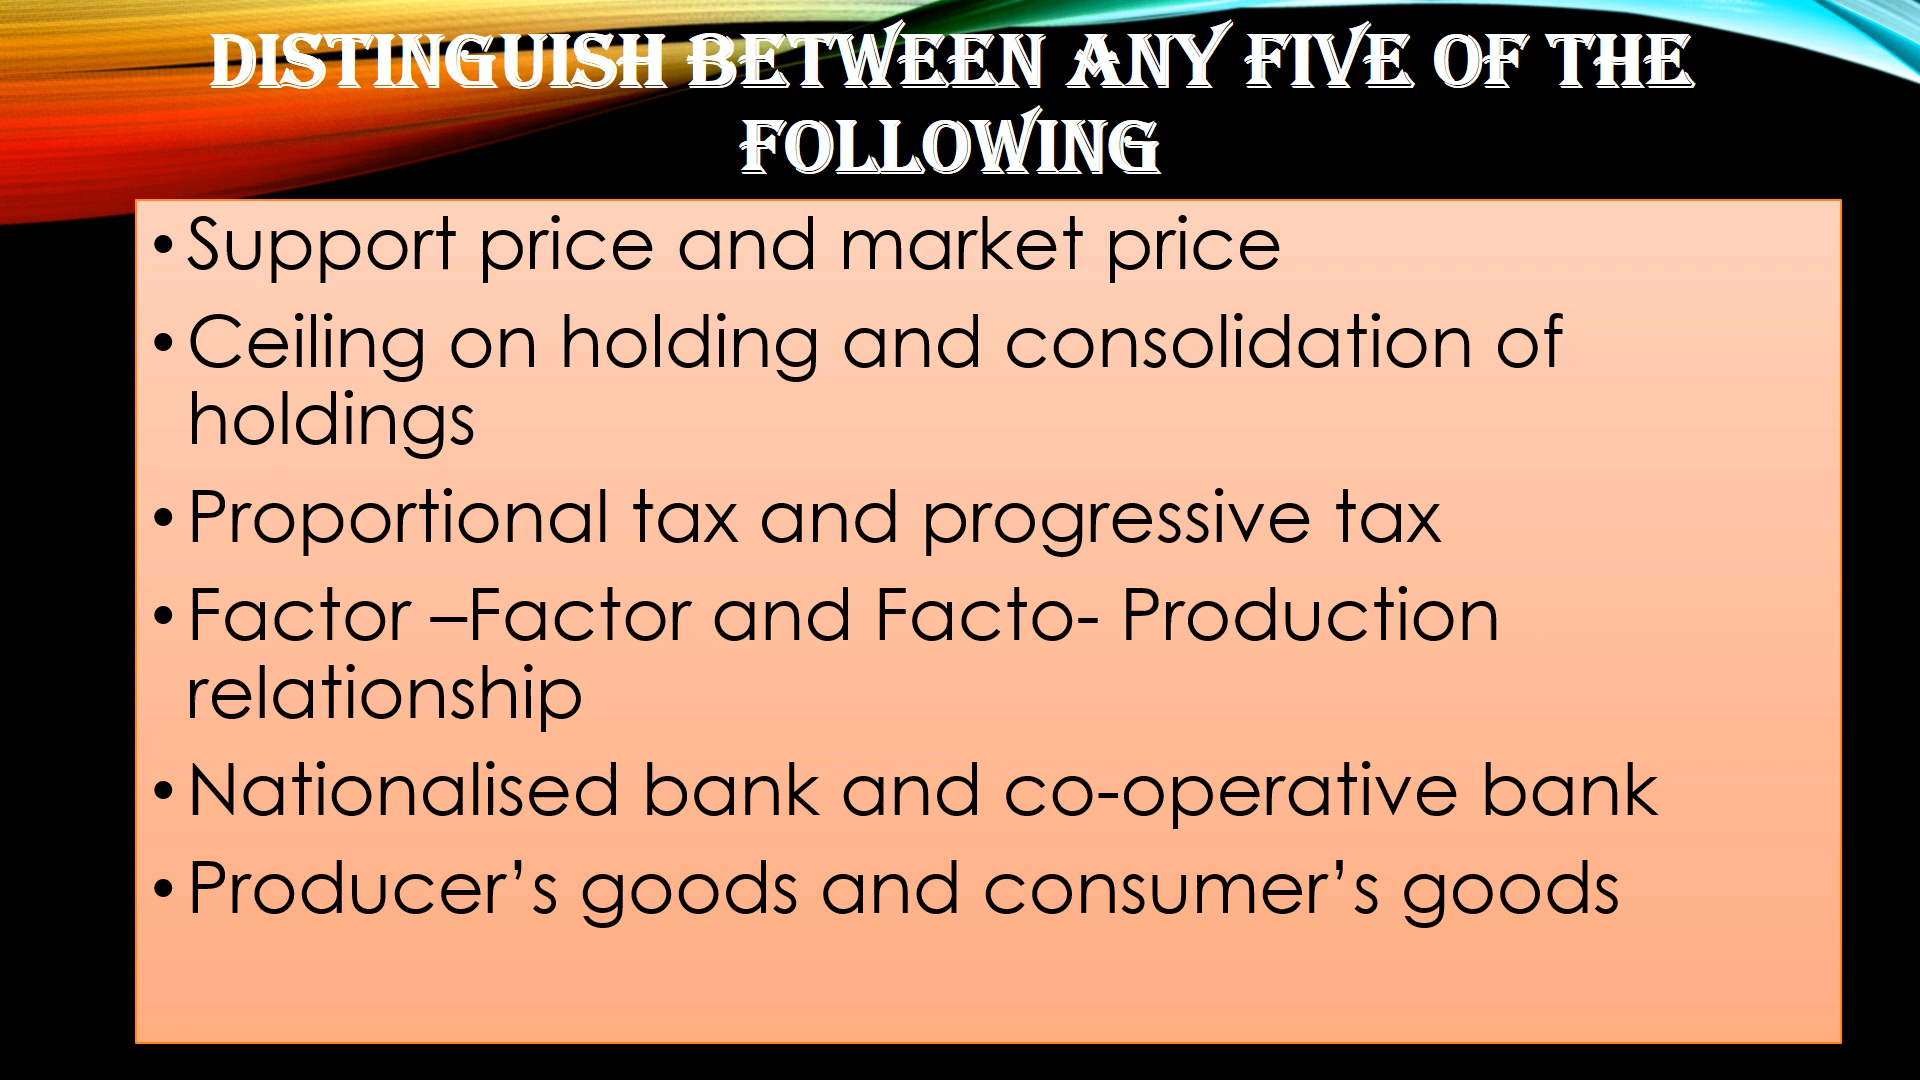 DISTINGUISH BETWEEN ANY FIVE OF THE
FOLLOWING
• Support price and market price
• Ceiling on holding and consolidation of
holdings
• Proportional tax and progressive tax
• Factor –Factor and Facto- Production
relationship
• Nationalised bank and co-operative bank
• Producer’s goods and consumer’s goods